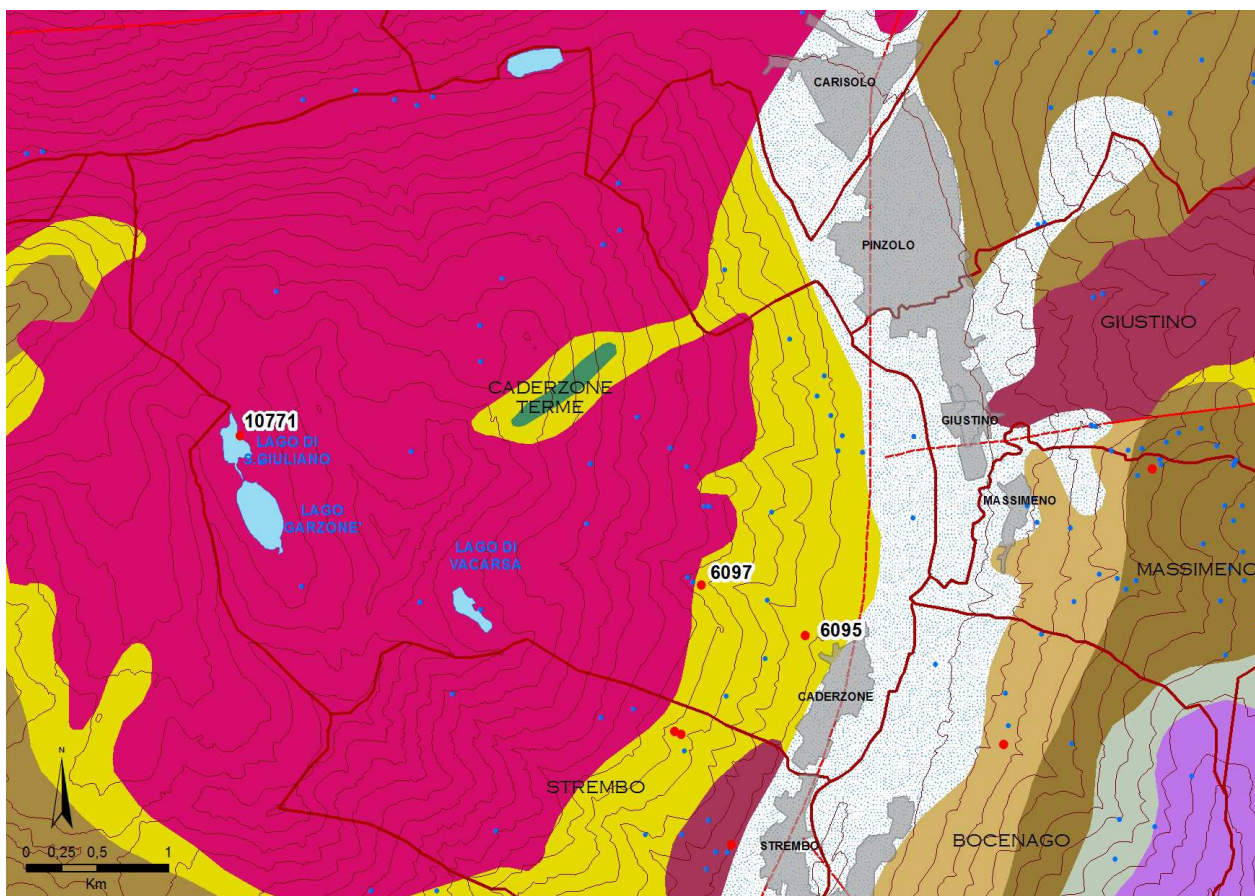 CARISOLO
PINZOLO
GIUSTINO
CADERZONE
TERME
10771
LAGO DI
S.GIULIANO
GIUSTINO
MASSIMENO
LAGO
GARZONE'
LAGO DI
VACARSA
6097
MASSIMENO
6095
CADERZONE
STREMBO
N
STREMBO
BOCENAGO
0 0,25 0,5 1
Km